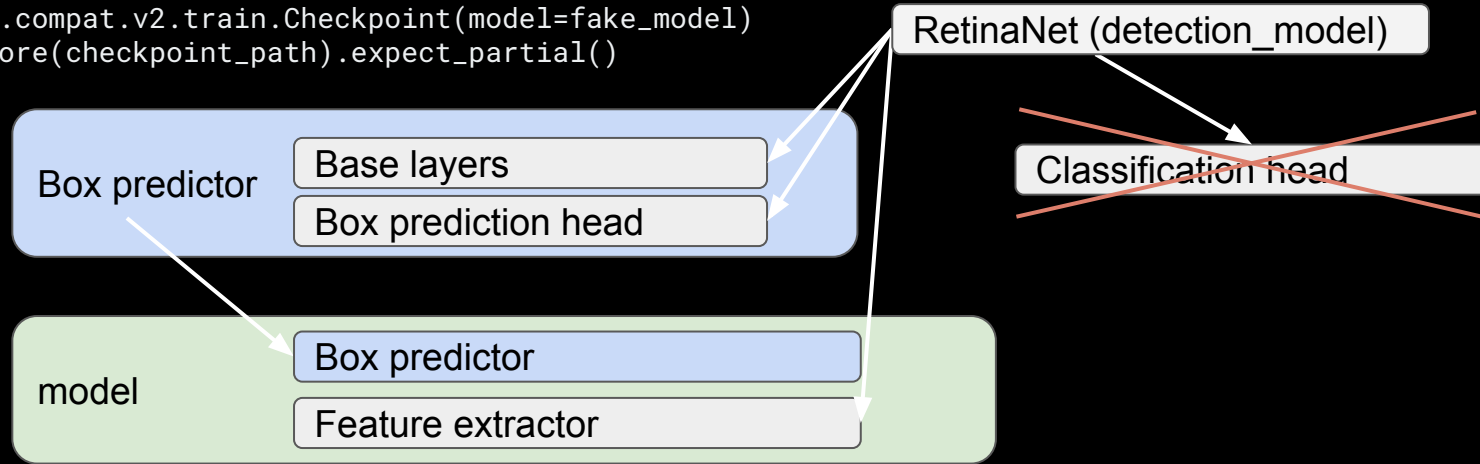 .compat.v2.train.Checkpoint(model=fake_model)
ore(checkpoint_path).expect_partial()
RetinaNet (detection_model)
Box predictor
Base layers
Box prediction head
Classification head
model
Box predictor
Feature extractor